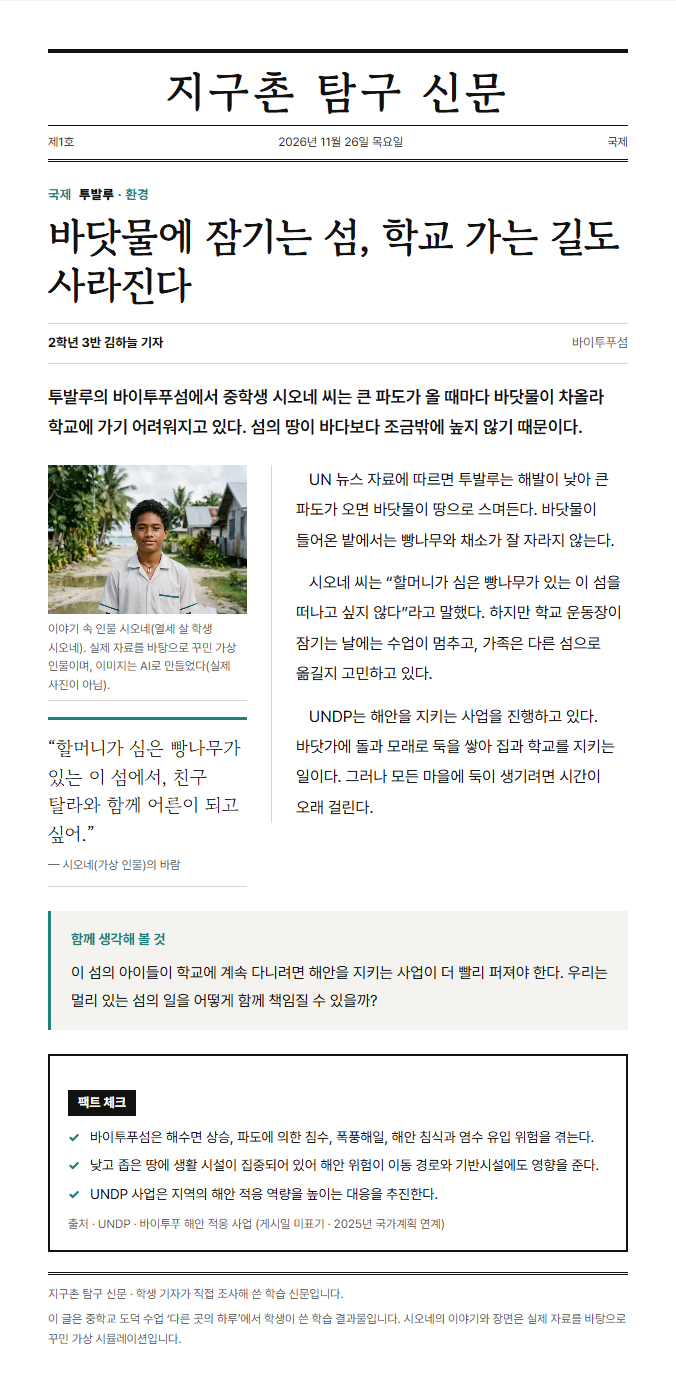 지구촌 탐구 신문
제1호
2026년 11월 26일 목요일
국제
국제 투발루 · 환경
바닷물에 잠기는 섬, 학교 가는 길도
사라진다
2학년 3반 김하늘 기자
바이투푸섬
투발루의 바이투푸섬에서 중학생 시오네 씨는 큰 파도가 올 때마다 바닷물이 차올라
학교에 가기 어려워지고 있다. 섬의 땅이 바다보다 조금밖에 높지 않기 때문이다.
이야기 속 인물 시오네(열세 살 학생
시오네). 실제 자료를 바탕으로 꾸민 가상
인물이며, 이미지는 AI로 만들었다(실제
사진이 아님).
“할머니가 심은 빵나무가
있는 이 섬에서, 친구
탈라와 함께 어른이 되고
싶어.”
— 시오네(가상 인물)의 바람
UN 뉴스 자료에 따르면 투발루는 해발이 낮아 큰
파도가 오면 바닷물이 땅으로 스며든다. 바닷물이
들어온 밭에서는 빵나무와 채소가 잘 자라지 않는다.
시오네 씨는 “할머니가 심은 빵나무가 있는 이 섬을
떠나고 싶지 않다”라고 말했다. 하지만 학교 운동장이
잠기는 날에는 수업이 멈추고, 가족은 다른 섬으로
옮길지 고민하고 있다.
UNDP는 해안을 지키는 사업을 진행하고 있다.
바닷가에 돌과 모래로 둑을 쌓아 집과 학교를 지키는
일이다. 그러나 모든 마을에 둑이 생기려면 시간이
오래 걸린다.
함께 생각해 볼 것
이 섬의 아이들이 학교에 계속 다니려면 해안을 지키는 사업이 더 빨리 퍼져야 한다. 우리는
멀리 있는 섬의 일을 어떻게 함께 책임질 수 있을까?
팩트 체크
✓ 바이투푸섬은 해수면 상승, 파도에 의한 침수, 폭풍해일, 해안 침식과 염수 유입 위험을 겪는다.
✓ 낮고 좁은 땅에 생활 시설이 집중되어 있어 해안 위험이 이동 경로와 기반시설에도 영향을 준다.
✓ UNDP 사업은 지역의 해안 적응 역량을 높이는 대응을 추진한다.
출처 · UNDP · 바이투푸 해안 적응 사업 (게시일 미표기 · 2025년 국가계획 연계)
지구촌 탐구 신문 · 학생 기자가 직접 조사해 쓴 학습 신문입니다.
이 글은 중학교 도덕 수업 ‘다른 곳의 하루’에서 학생이 쓴 학습 결과물입니다. 시오네의 이야기와 장면은 실제 자료를 바탕으로
꾸민 가상 시뮬레이션입니다.